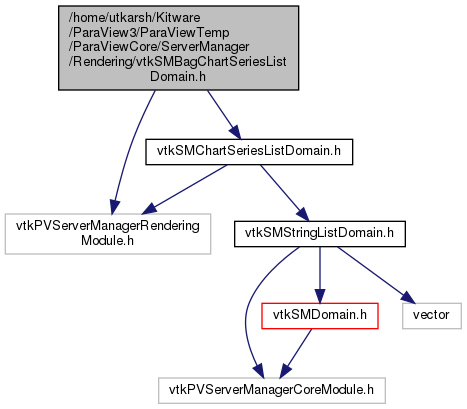 /home/utkarsh/Kitware
/ParaView3/ParaViewTemp
/ParaViewCore/ServerManager
/Rendering/vtkSMBagChartSeriesList
Domain.h
vtkSMChartSeriesListDomain.h
vtkPVServerManagerRendering
Module.h
vtkSMStringListDomain.h
vtkSMDomain.h
vector
vtkPVServerManagerCoreModule.h